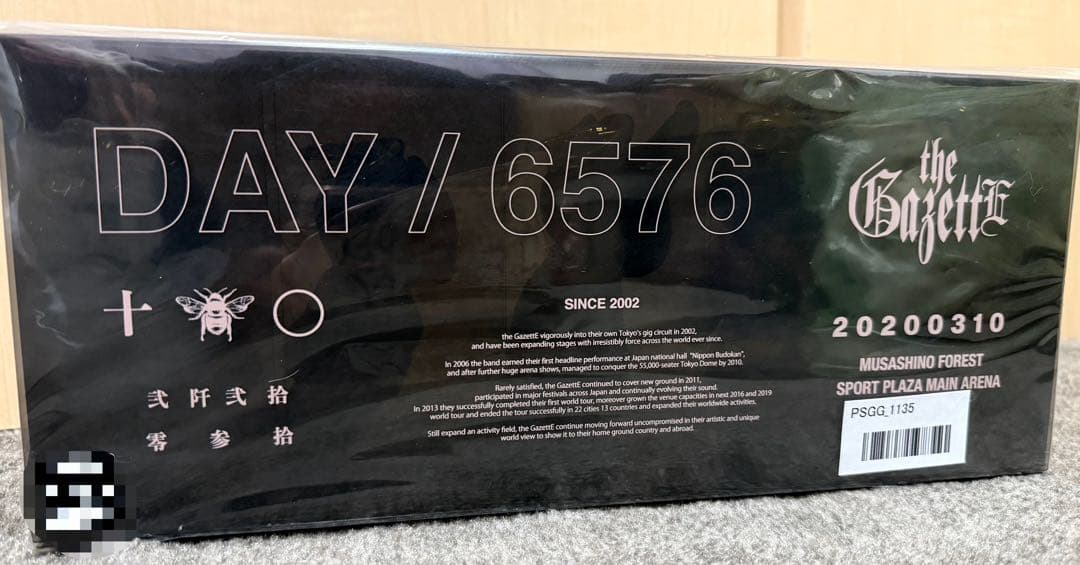 DAY / 6576
the
GazettE
十 〇
弐 阡 弐 拾
零 参 拾
SINCE 2002
the GazettE vigorously into their own Tokyo's gig circuit in 2002,
and have been expanding stages with irresistibly force across the world ever since.
In 2006 the band earned their first headline performance at Japan national hall "Nippon Budokan",
and after further huge arena shows, managed to conquer the 55,000-seater Tokyo Dome by 2010.
Rarely satisfied, the GazettE continued to cover new ground in 2011,
participated in major festivals across Japan and continually evolving their sound.
In 2013 they successfully completed their first world tour, moreover grown the venue capacities in next 2016 and 2019
world tour and ended the tour successfully in 22 cities 13 countries and expanded their worldwide activities.
Still expand an activity field, the GazettE continue moving forward uncompromised in their artistic and unique
world view to show it to their home ground country and abroad.
20200310
MUSASHINO FOREST
SPORT PLAZA MAIN ARENA
PSGG_1135